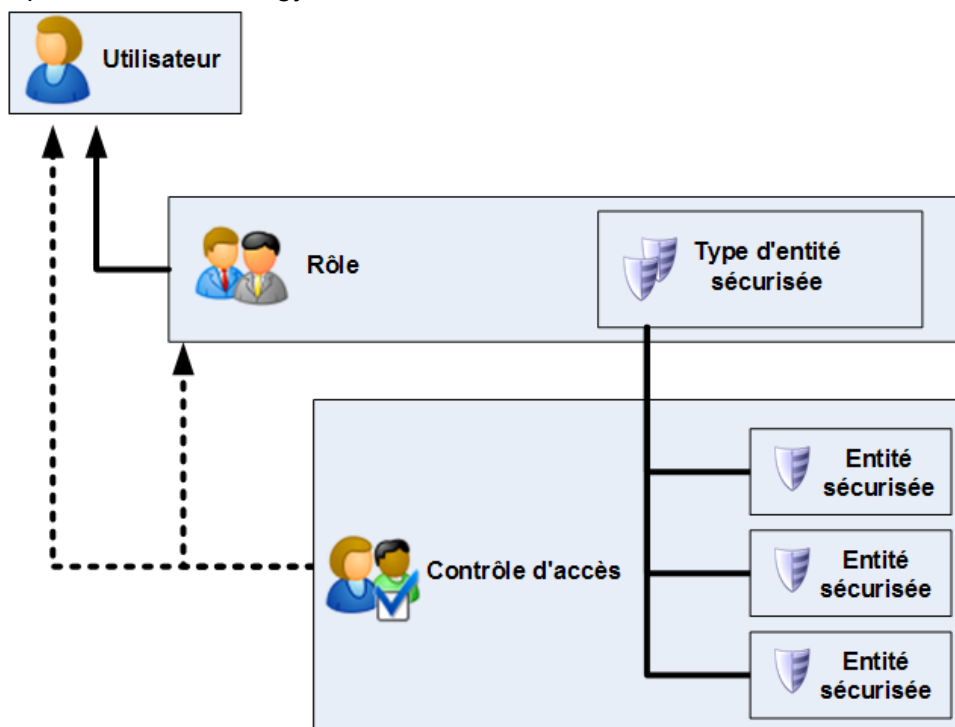 Utilisateur
Rôle
Type d'entité
sécurisée
Entité
sécurisée
Contrôle d'accès
Entité
sécurisée
Entité
sécurisée